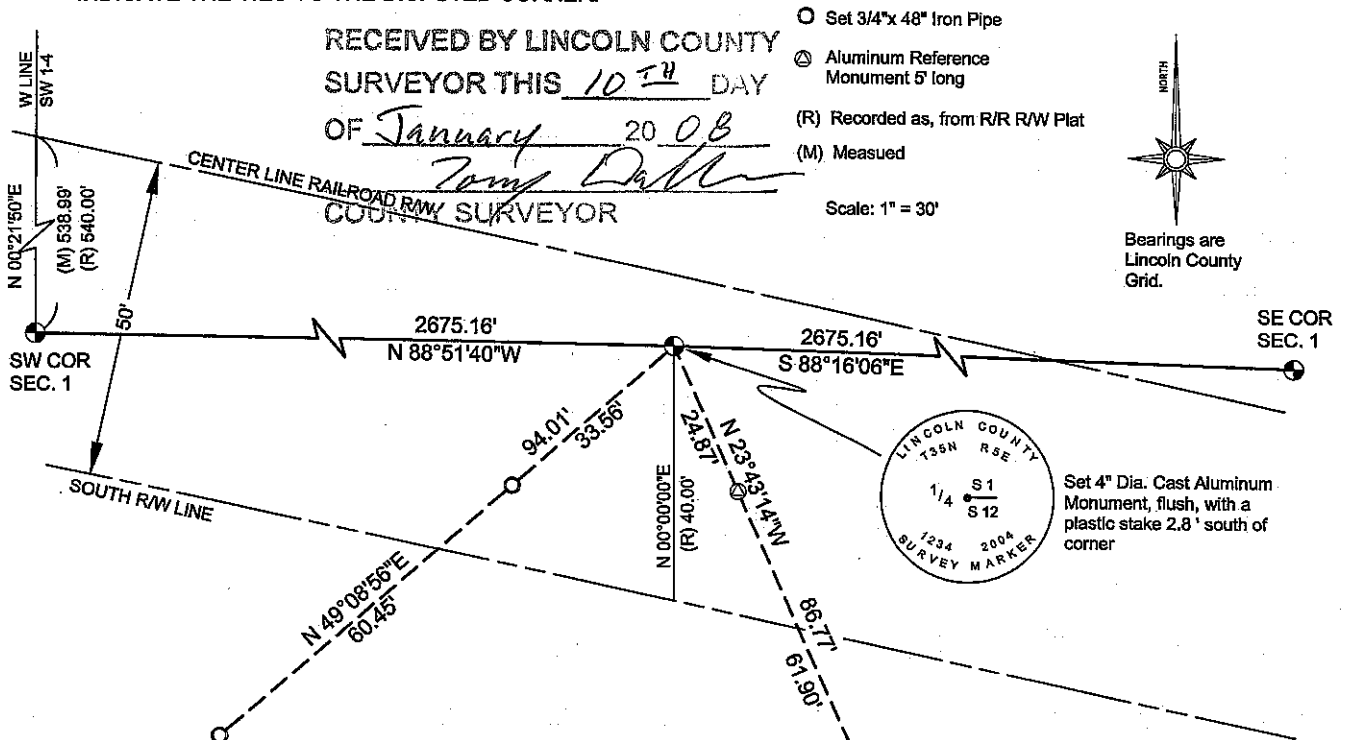 RECEIVED BY LINCOLN COUNTY
SURVEYOR THIS 10TH DAY
OF January 20 08
COUNTY SURVEYOR
Set 3/4"x 48" Iron Pipe
Aluminum Reference
Monument 5' long
(R) Recorded as, from R/R R/W Plat
(M) Measued
Scale: 1" = 30'
NORTH
Bearings are
Lincoln County
Grid.
W LINE
SW 1-4
N 00°21'50"E
(M) 538.99'
(R) 540.00'
CENTER LINE RAILROAD R/W
50'
SW COR
SEC. 1
2675.16'
N 88°51'40"W
2675.16'
S 88°16'06"E
SE COR
SEC. 1
SOUTH R/W LINE
94.01'
33.56'
N 49°08'56"E
60.45'
N 00°00'00"E
(R) 40.00'
24.87'
N 23°43'14"W
86.77'
61.90'
LINCOLN COUNTY
T35N R5E
1/4 S 1
S 12
1234 2004
SURVEY MARKER
Set 4" Dia. Cast Aluminum
Monument, flush, with a
plastic stake 2.8 ' south of
corner